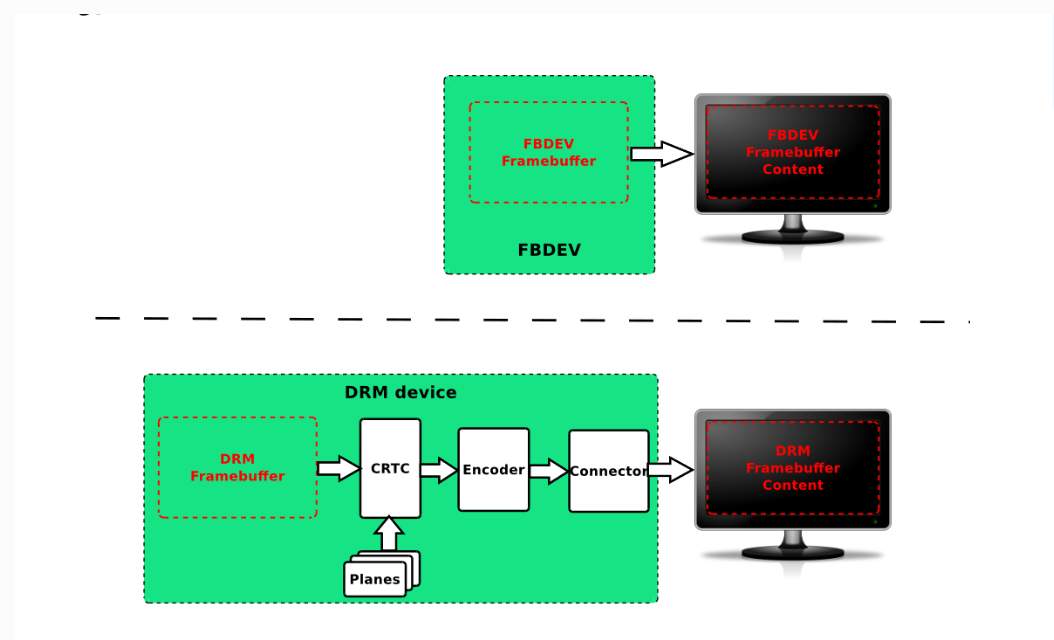 FBDEV
Framebuffer
FBDEV
FBDEV
Framebuffer
Content
DRM device
DRM
Framebuffer
CRTC
Encoder
Connector
Planes
DRM
Framebuffer
Content